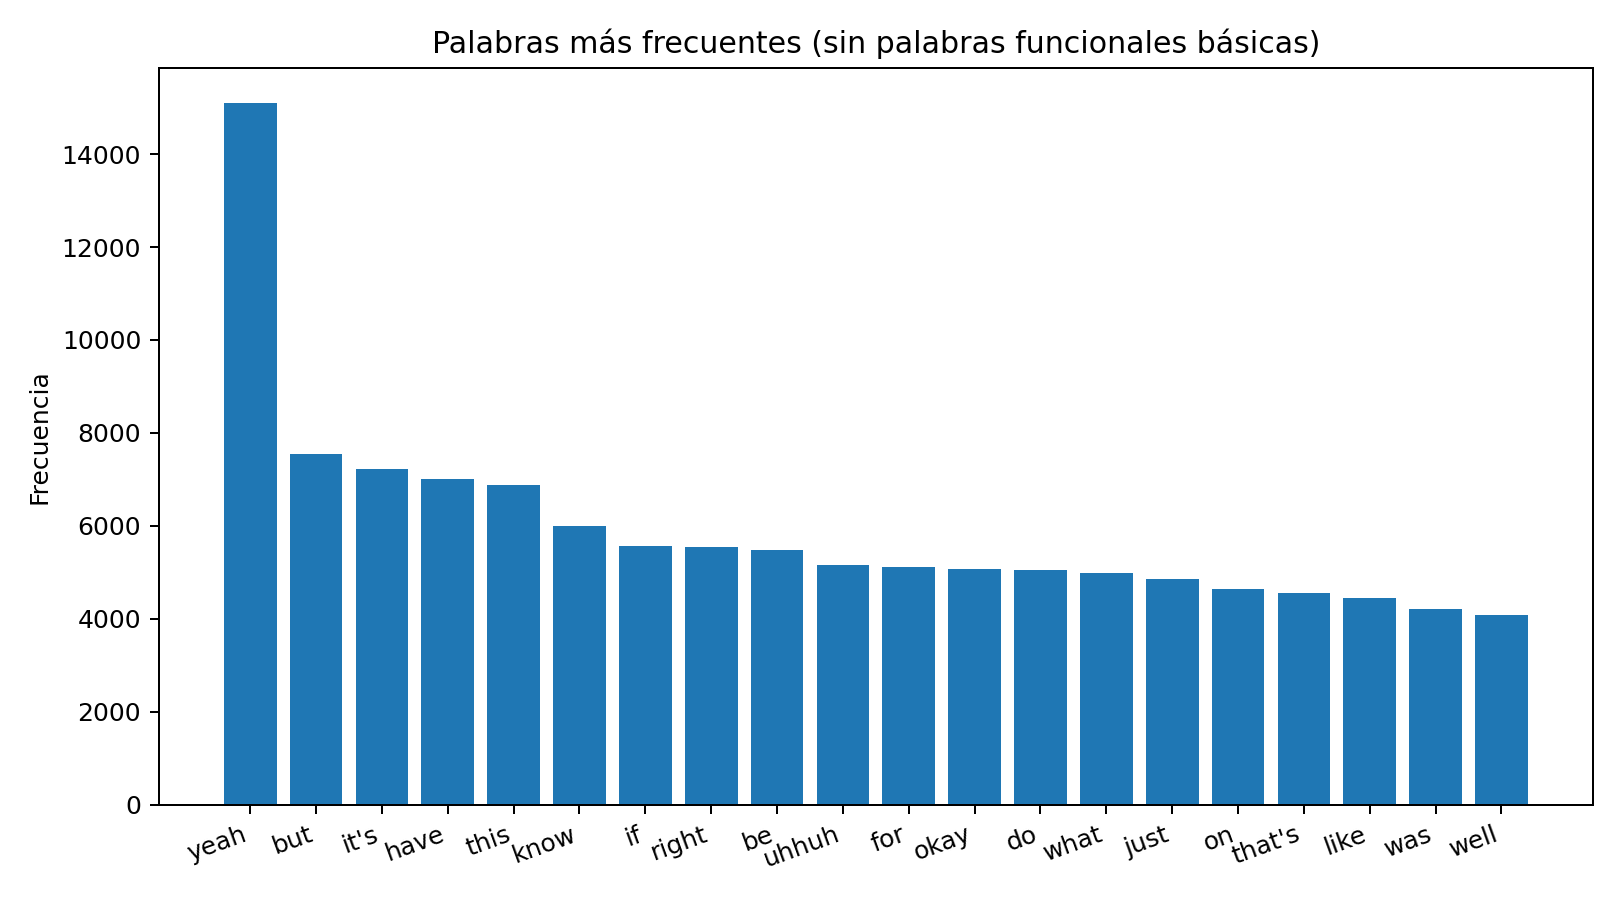 Palabras más frecuentes (sin palabras funcionales básicas)
Frecuencia
14000
12000
10000
8000
6000
4000
2000
0
yeah but it's have this know if right be uhhuh for okay do what just on that's like was well